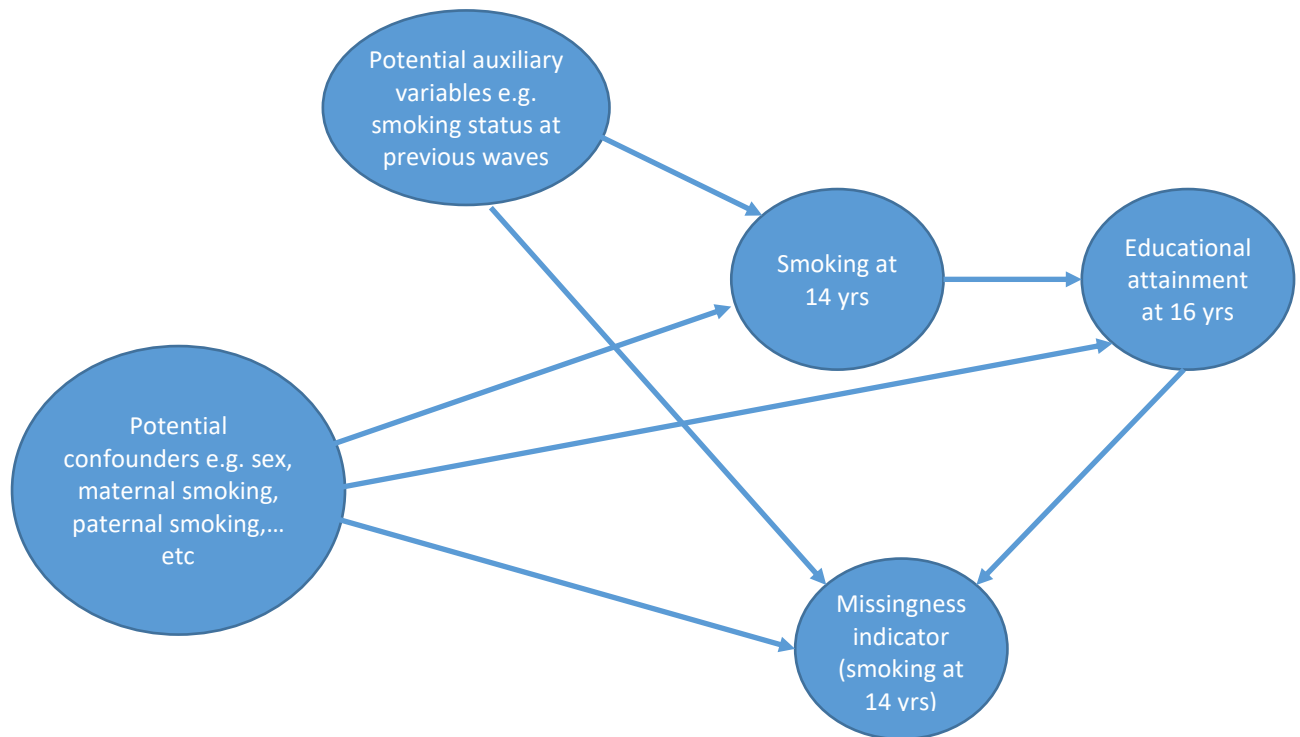 Potential auxiliary
variables e.g.
smoking status at
previous waves
Smoking at
14 yrs
Educational
attainment
at 16 yrs
Potential
confounders e.g. sex,
maternal smoking,
paternal smoking,...
etc
Missingness
indicator
(smoking at
14 yrs)